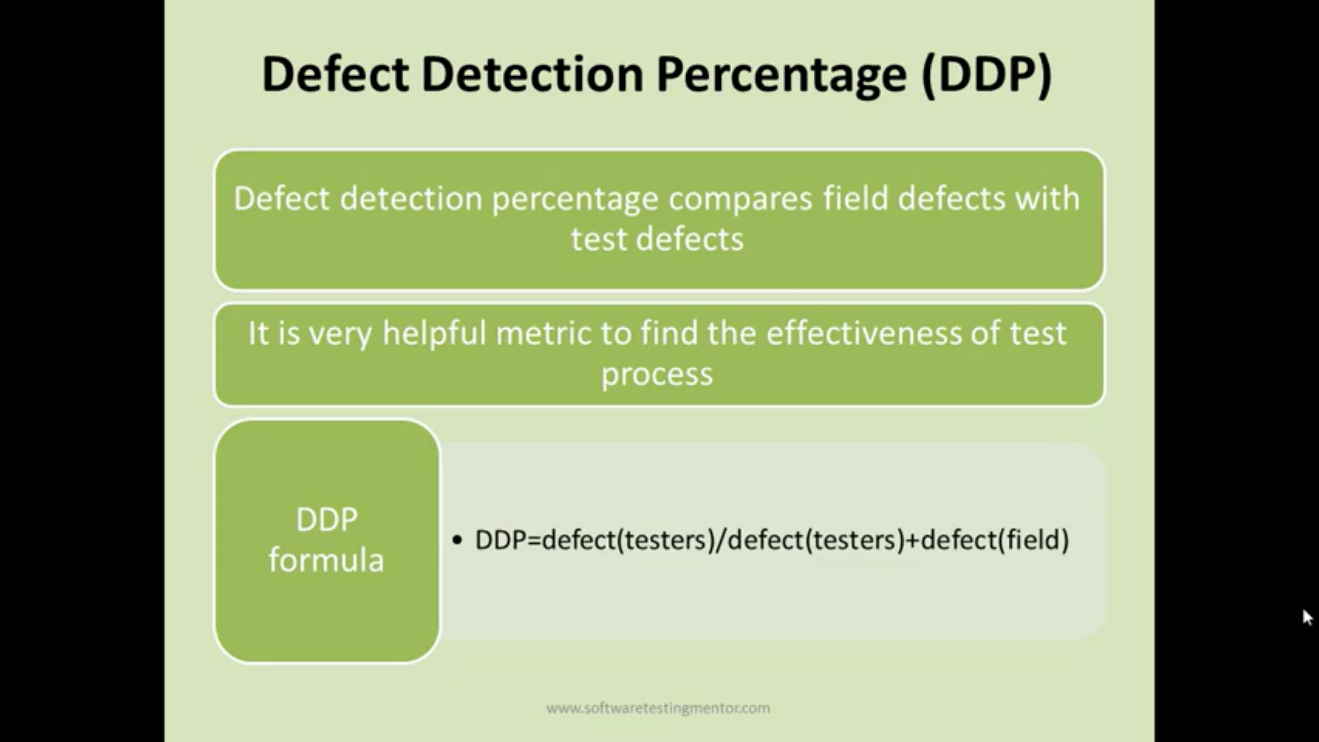 Defect Detection Percentage (DDP)
Defect detection percentage compares field defects with
test defects
It is very helpful metric to find the effectiveness of test
process
DDP
formula
• DDP=defect(testers)/defect(testers)+defect(field)
www.softwaretestingmentor.com